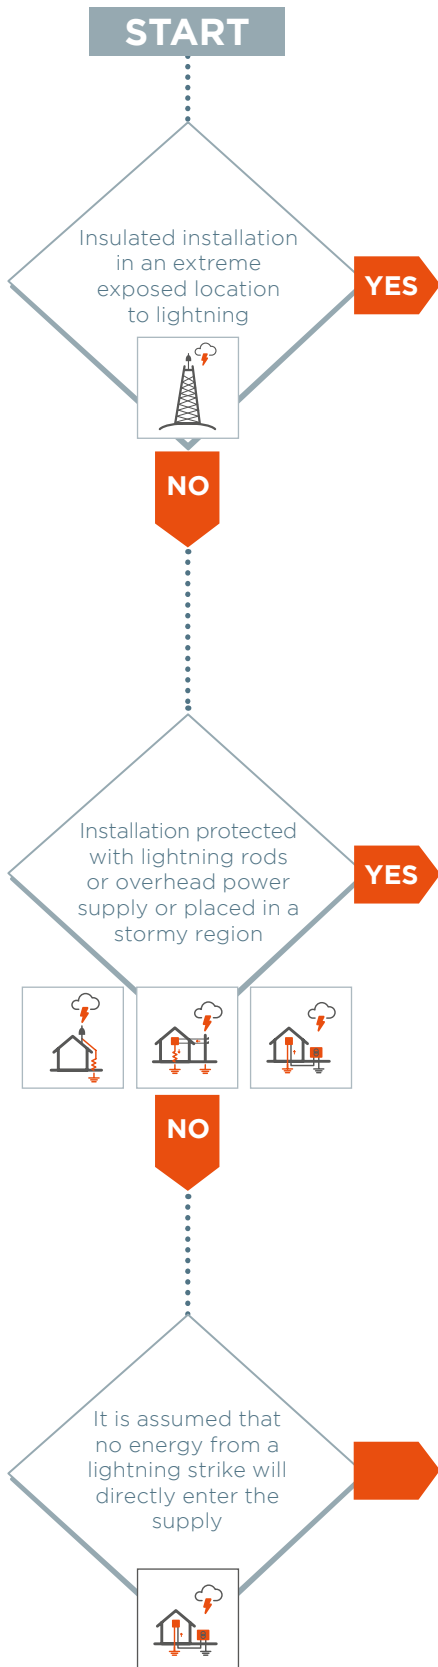 START
Insulated installation
in an extreme
exposed location
to lightning
YES
NO
Installation protected
with lightning rods
or overhead power
supply or placed in a
stormy region
YES
NO
It is assumed that
no energy from a
lightning strike will
directly enter the
supply